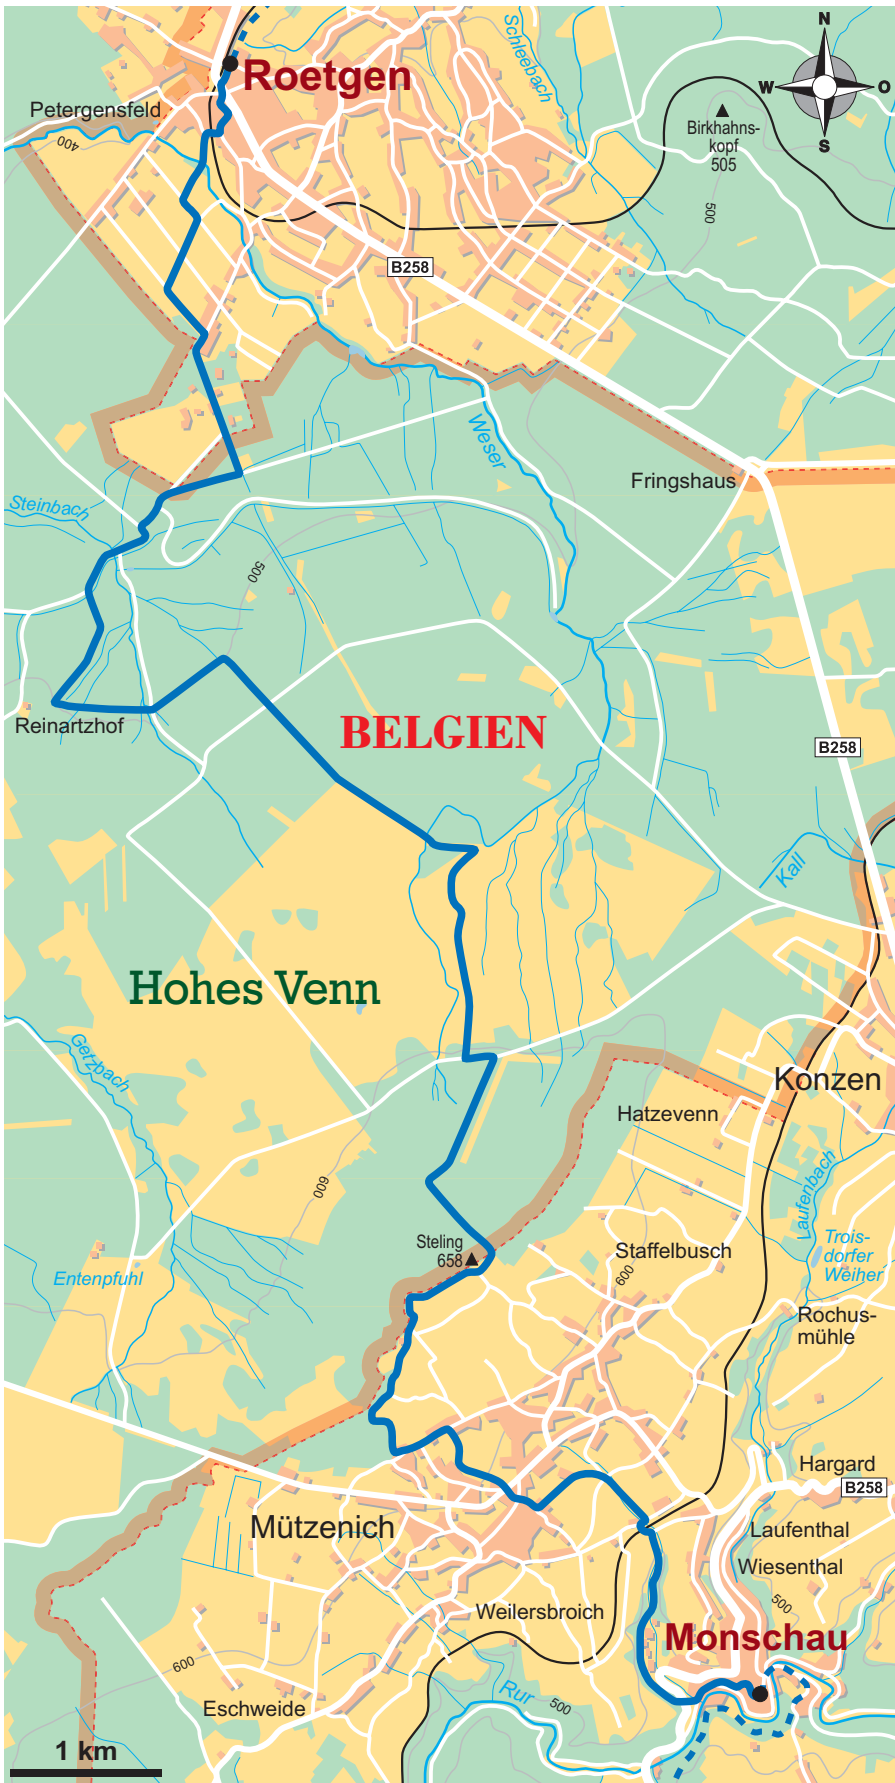 N
Schleebach
Roetgen
W
O
Petergensfeld
Birkhahns-
kopf
505
400
S
500
B258
Weser
Fringshaus
Steinbach
500
Reinartzhof
BELGIEN
B258
Kall
Hohes Venn
Getzbach
Konzen
Hatzevenn
600
Laufenbach
Steling
658
Staffelbusch
600
Trois-
dorfer
Weiher
Entenpfuhl
Rochus-
mühle
Hargard
B258
Mützenich
Laufenthal
Wiesenthal
500
Weilersbroich
Monschau
600
Rur
500
Eschweide
1 km